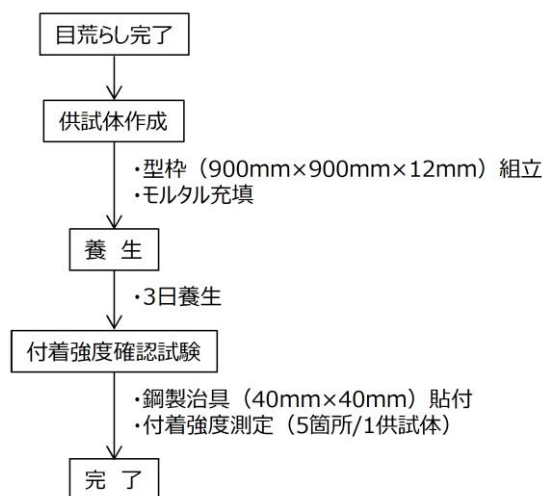 目荒らし完了
供試体作成
・型枠（900mm×900mm×12mm）組立
・モルタル充填
養 生
・3日養生
付着強度確認試験
・鋼製治具（40mm×40mm）貼付
・付着強度測定（5箇所/1供試体）
完 了